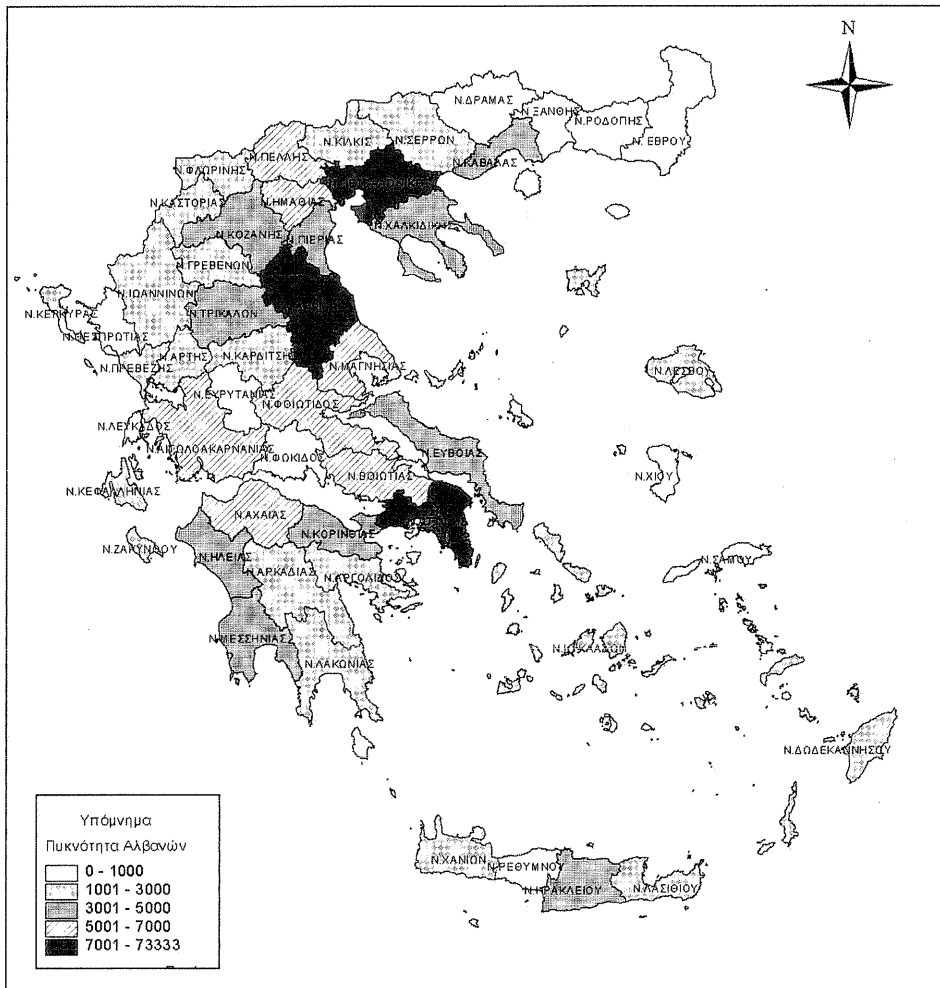 N
Ν.ΔΡΑΜΑΣ
Ν.ΞΑΝΘΗΣ
Ν.ΡΟΔΟΠΗΣ
Ν. ΕΒΡΟΥ
Ν.ΚΙΛΚΙΣ
Ν.ΣΕΡΡΩΝ
Ν.ΚΑΒΑΛΑΣ
Ν.ΠΕΛΛΗΣ
Ν.ΦΛΩΡΙΝΗΣ
Ν.ΚΑΣΤΟΡΙΑΣ
Ν.ΗΜΑΘΙΑΣ
Ν.ΧΑΛΚΙΔΙΚΗΣ
Ν.ΚΟΖΑΝΗΣ
Ν.ΠΙΕΡΙΑΣ
Ν.ΓΡΕΒΕΝΩΝ
Ν.ΙΩΑΝΝΙΝΩΝ
Ν.ΚΕΡΚΥΡΑΣ
Ν.ΘΕΣΠΡΩΤΙΑΣ
Ν.ΤΡΙΚΑΛΩΝ
Ν.ΑΡΤΗΣ
Ν.ΚΑΡΔΙΤΣΗ
Ν.ΠΡΕΒΕΖΗΣ
Ν.ΜΑΓΝΗΣΙΑΣ
Ν.ΛΕΣΒΟΥ
Ν.ΕΥΡΥΤΑΝΙΑΣ
Ν.ΦΘΙΩΤΙΔΟΣ
Ν.ΛΕΥΚΑΔΟΣ
Ν.ΑΙΤΩΛΟΑΚΑΡΝΑΝΙΑΣ
Ν.ΦΩΚΙΔΟΣ
Ν.ΕΥΒΟΙΑΣ
Ν.ΒΟΙΩΤΙΑΣ
Ν.ΧΙΟΥ
Ν.ΚΕΦΑΛΛΗΝΙΑΣ
Ν.ΑΧΑΙΑΣ
Ν.ΚΟΡΙΝΘΙΑΣ
Ν.ΖΑΚΥΝΘΟΥ
Ν.ΗΛΕΙΑΣ
Ν.ΑΡΚΑΔΙΑΣ
Ν.ΑΡΓΟΛΙΔΟΣ
Ν.ΣΑΜΟΥ
Ν.ΜΕΣΣΗΝΙΑΣ
Ν.ΛΑΚΩΝΙΑΣ
Ν.ΔΩΔΕΚΑΝΝΗΣΟΥ
Ν.ΧΑΝΙΩΝ
Ν.ΡΕΘΥΜΝΟΥ
Ν.ΗΡΑΚΛΕΙΟΥ
Ν.ΛΑΣΙΘΙΟΥ
Υπόμνημα
Πυκνότητα Αλβανών
0 - 1000
1001 - 3000
3001 - 5000
5001 - 7000
7001 - 73333